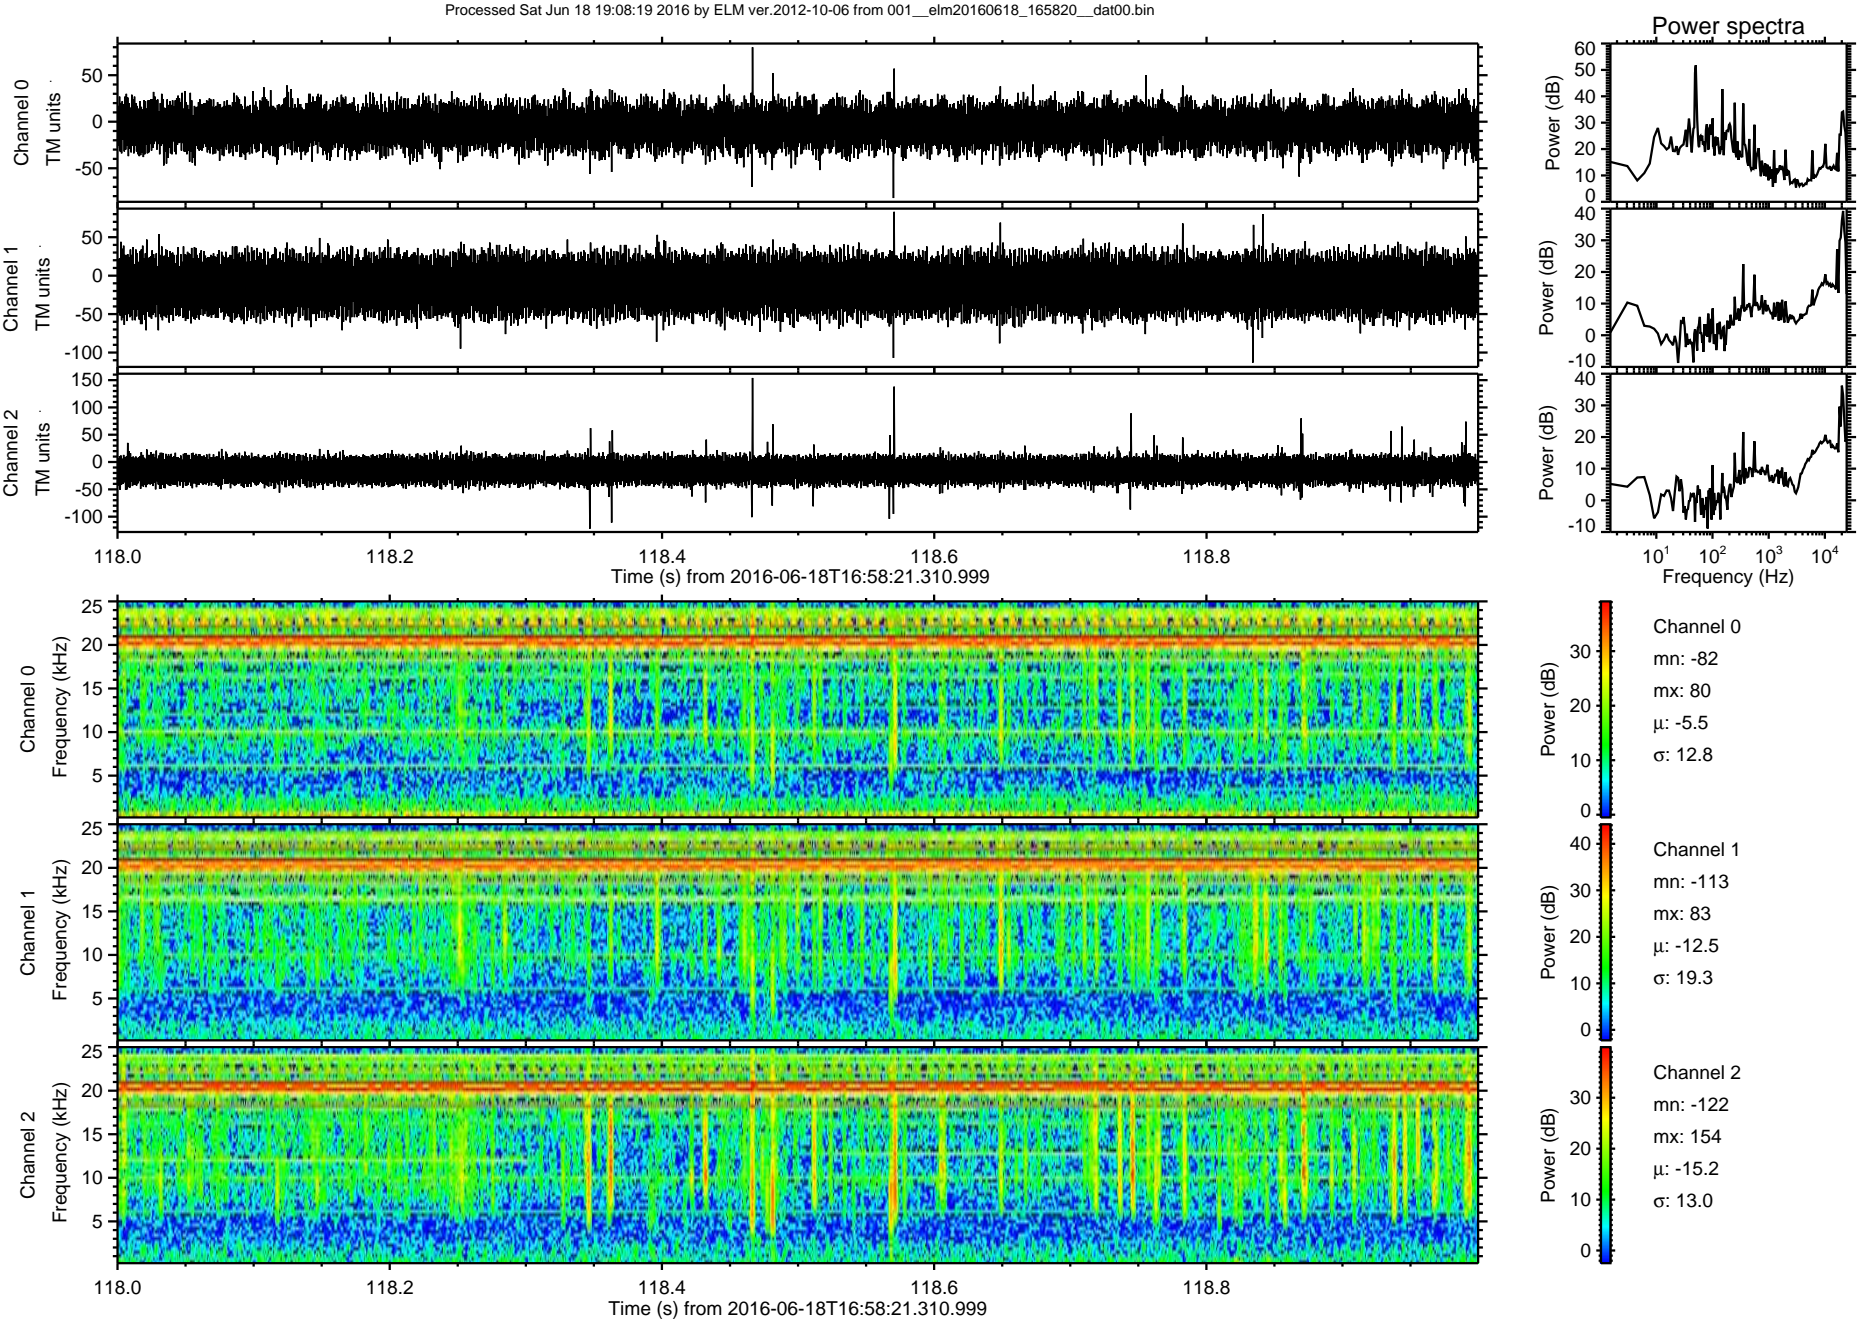 Processed Sat Jun 18 19:08:19 2016 by ELM ver.2012-10-06 from 001__elm20160618_165820__dat00.bin
Power spectra
Channel 0
TM units
50
0
-50
Power (dB)
60
50
40
30
20
10
0
Channel 1
TM units
50
0
-50
-100
Power (dB)
40
30
20
10
0
-10
Channel 2
TM units
150
100
50
0
-50
-100
Power (dB)
40
30
20
10
0
-10
118.0
118.2
118.4
118.6
118.8
Time (s) from 2016-06-18T16:58:21.310.999
10^1
10^2
10^3
10^4
Frequency (Hz)
Channel 0
Frequency (kHz)
25
20
15
10
5
Power (dB)
30
20
10
0
Channel 0
mn: -82
mx: 80
μ: -5.5
σ: 12.8
Channel 1
Frequency (kHz)
25
20
15
10
5
Power (dB)
40
30
20
10
0
Channel 1
mn: -113
mx: 83
μ: -12.5
σ: 19.3
Channel 2
Frequency (kHz)
25
20
15
10
5
Power (dB)
30
20
10
0
Channel 2
mn: -122
mx: 154
μ: -15.2
σ: 13.0
118.0
118.2
118.4
118.6
118.8
Time (s) from 2016-06-18T16:58:21.310.999